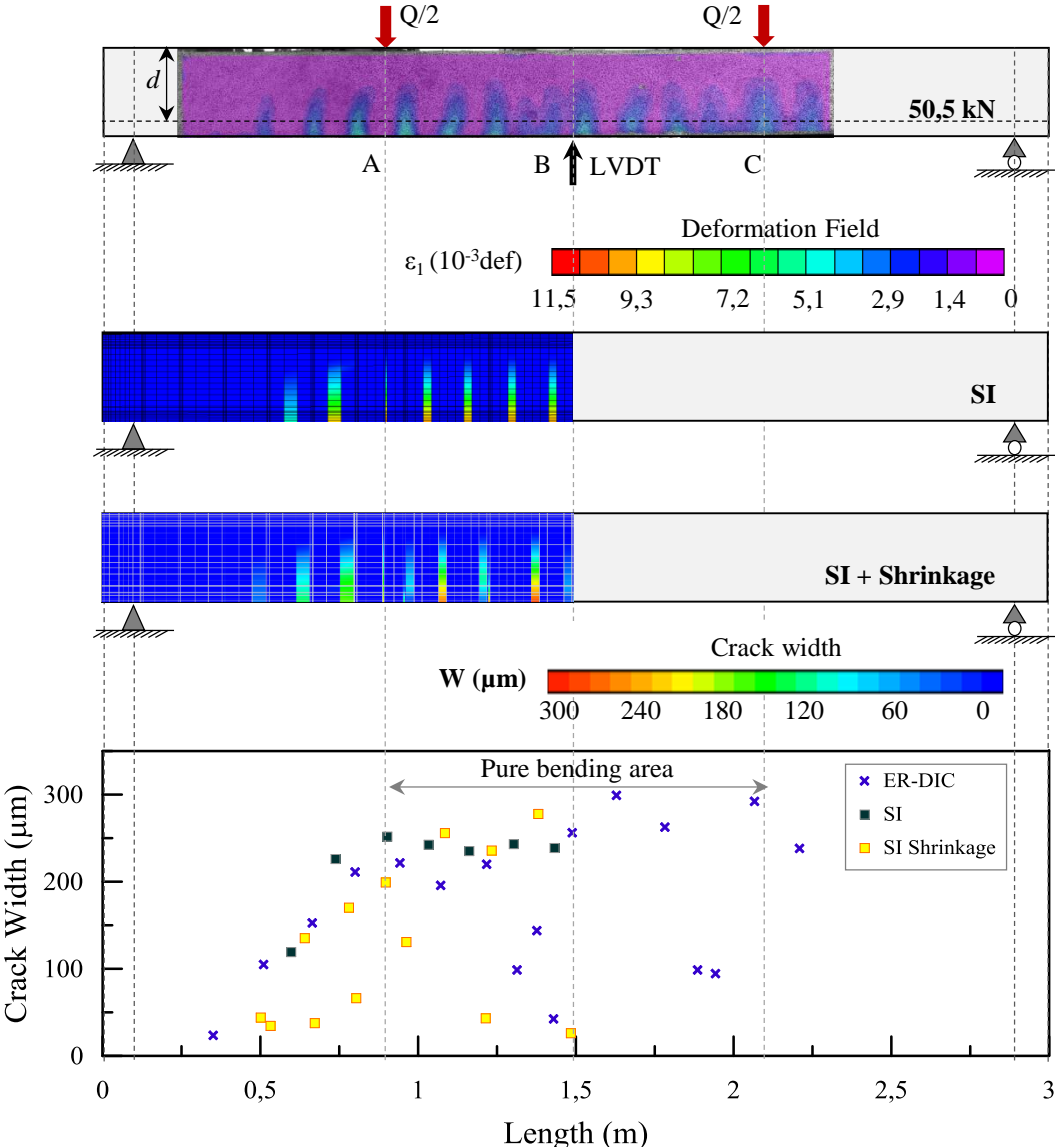 Q/2 Q/2
d
50,5 kN
A B LVDT C
Deformation Field
ε1 (10-3def)
11,5 9,3 7,2 5,1 2,9 1,4 0
SI
SI + Shrinkage
Crack width
W (μm)
300 240 180 120 60 0
Pure bending area
ER-DIC
SI
SI Shrinkage
Crack Width (μm)
300
200
100
0
0 0,5 1 1,5 2 2,5 3
Length (m)